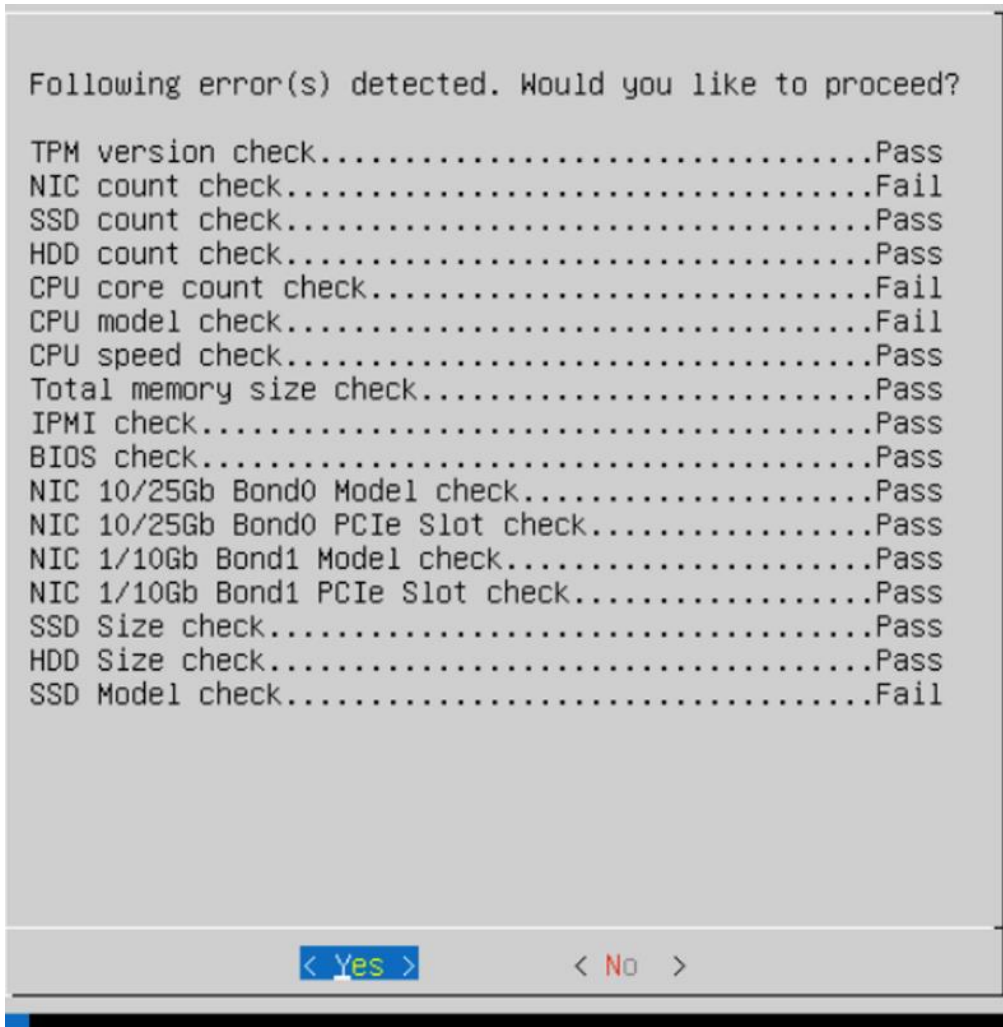 Following error(s) detected. Would you like to proceed?
TPM version check.................................Pass
NIC count check...................................Fail
SSD count check...................................Pass
HDD count check...................................Pass
CPU core count check..............................Fail
CPU model check...................................Fail
CPU speed check...................................Pass
Total memory size check...........................Pass
IPMI check........................................Pass
BIOS check........................................Pass
NIC 10/25Gb Bond0 Model check.....................Pass
NIC 10/25Gb Bond0 PCIe Slot check.................Pass
NIC 1/10Gb Bond1 Model check......................Pass
NIC 1/10Gb Bond1 PCIe Slot check..................Pass
SSD Size check....................................Pass
HDD Size check....................................Pass
SSD Model check...................................Fail
< Yes > < No >